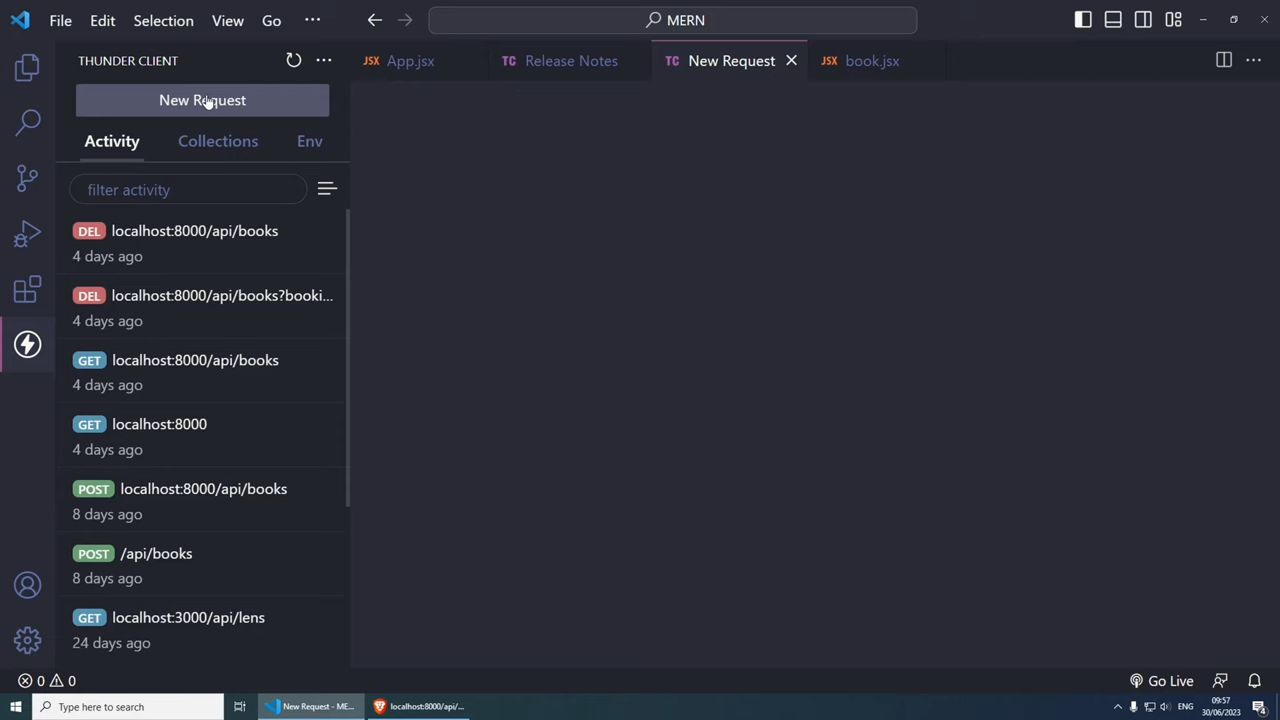 File Edit Selection View Go ···
MERN
THUNDER CLIENT
JSX App.jsx
TC Release Notes
TC New Request
JSX book.jsx
New Request
Activity Collections Env
filter activity
DEL localhost:8000/api/books
4 days ago
DEL localhost:8000/api/books?booki...
4 days ago
GET localhost:8000/api/books
4 days ago
GET localhost:8000
4 days ago
POST localhost:8000/api/books
8 days ago
POST /api/books
8 days ago
GET localhost:3000/api/lens
24 days ago
0 0
Go Live
Type here to search
New Request - ME...
localhost:8000/api/...
ENG
09:57
30/06/2023
4